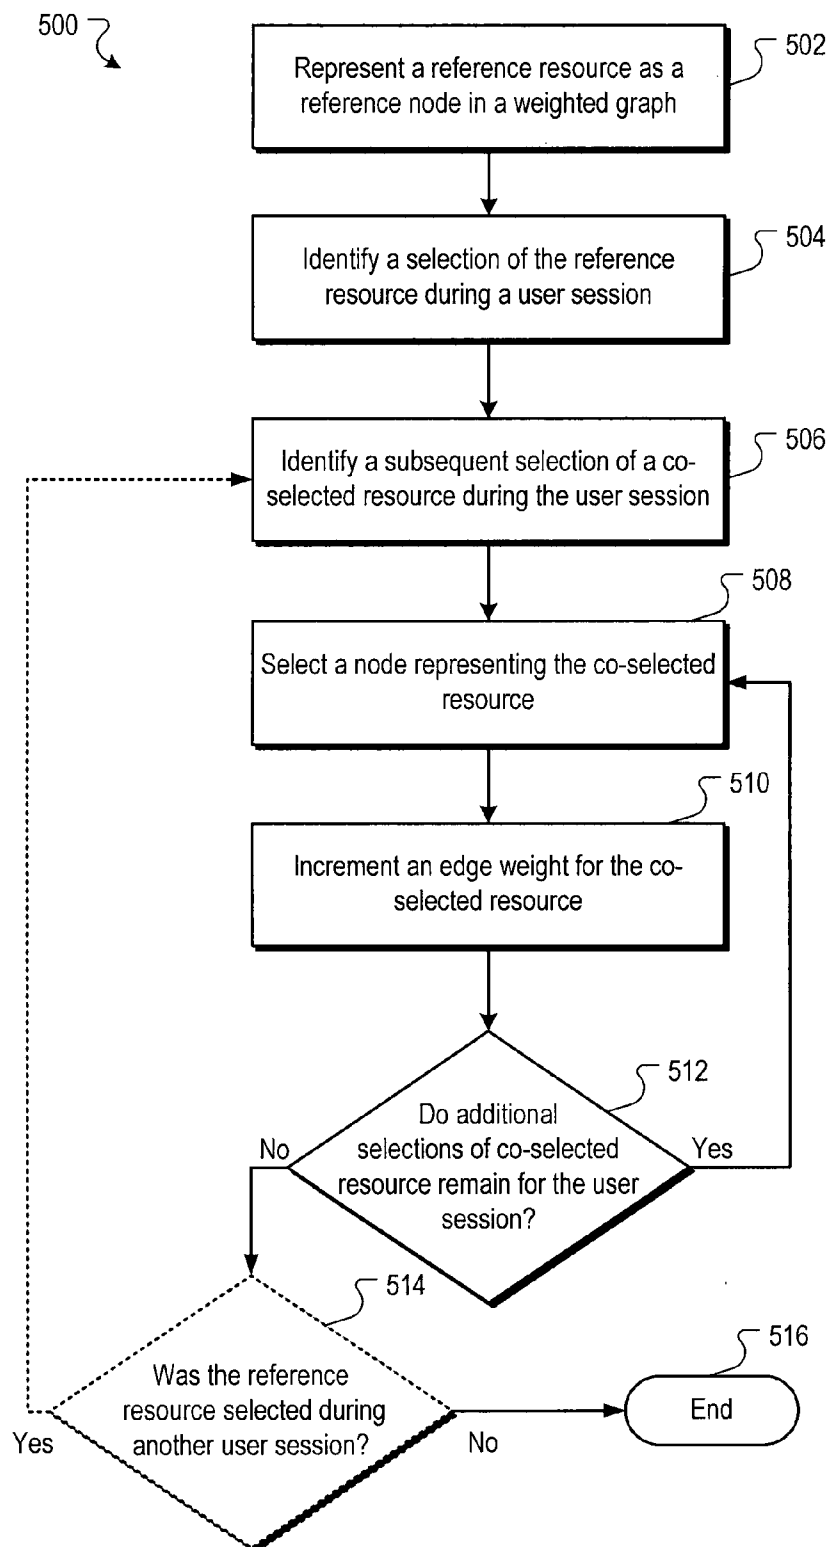 500
502
Represent a reference resource as a
reference node in a weighted graph
504
Identify a selection of the reference
resource during a user session
506
Identify a subsequent selection of a co-
selected resource during the user session
508
Select a node representing the co-selected
resource
510
Increment an edge weight for the co-
selected resource
512
Do additional
selections of co-selected
resource remain for the user
session?
No
Yes
514
Was the reference
resource selected during
another user session?
Yes
No
516
End